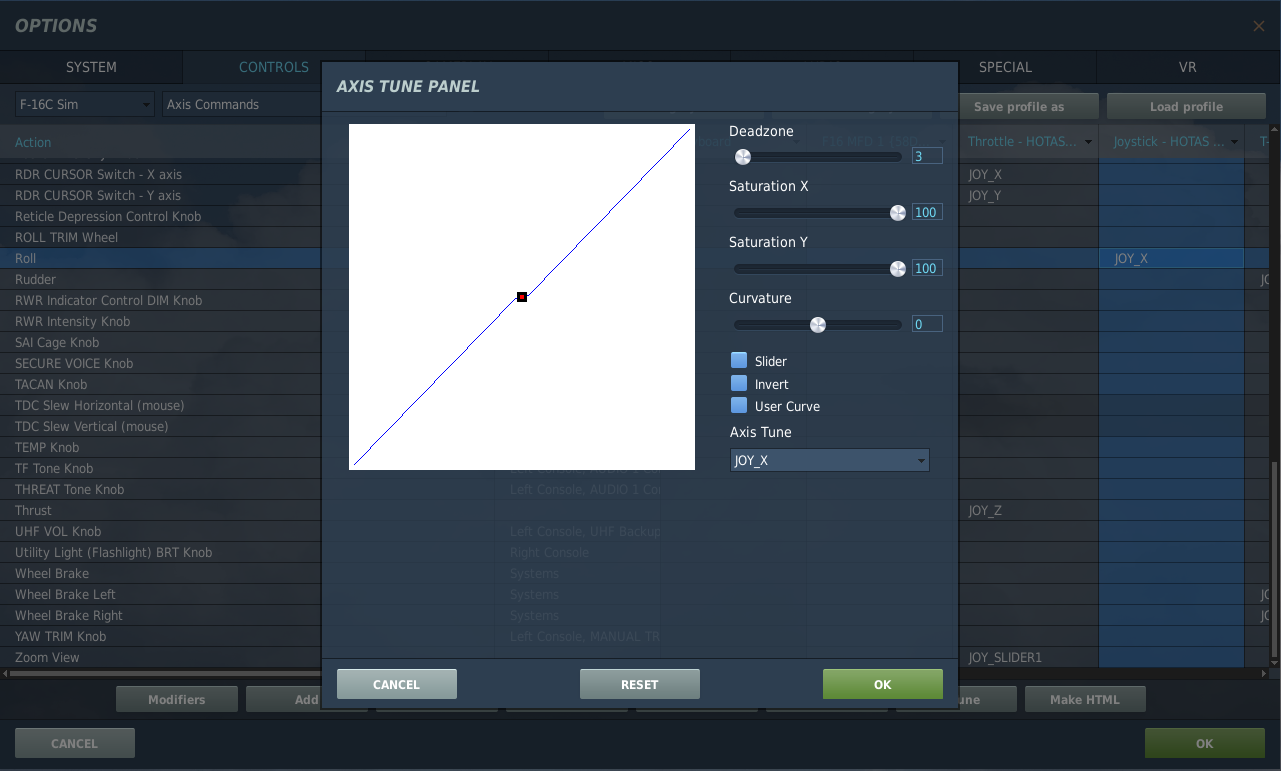 OPTIONS
SYSTEM CONTROLS SPECIAL VR
F-16C Sim Axis Commands Save profile as Load profile
Action Throttle - HOTAS... Joystick - HOTAS ... T-
RDR CURSOR Switch - X axis JOY_X
RDR CURSOR Switch - Y axis JOY_Y
Reticle Depression Control Knob
ROLL TRIM Wheel
Roll JOY_X
Rudder
RWR Indicator Control DIM Knob
RWR Intensity Knob
SAI Cage Knob
SECURE VOICE Knob
TACAN Knob
TDC Slew Horizontal (mouse)
TDC Slew Vertical (mouse)
TEMP Knob
TF Tone Knob
THREAT Tone Knob Left Console, AUDIO 1 Co
Thrust JOY_Z
UHF VOL Knob Left Console, UHF Backup
Utility Light (Flashlight) BRT Knob Right Console
Wheel Brake Systems
Wheel Brake Left Systems
Wheel Brake Right Systems
YAW TRIM Knob Left Console, MANUAL TR
Zoom View JOY_SLIDER1
Modifiers Add Make HTML
CANCEL OK
AXIS TUNE PANEL
Deadzone
3
Saturation X
100
Saturation Y
100
Curvature
0
Slider
Invert
User Curve
Axis Tune
JOY_X
CANCEL RESET OK